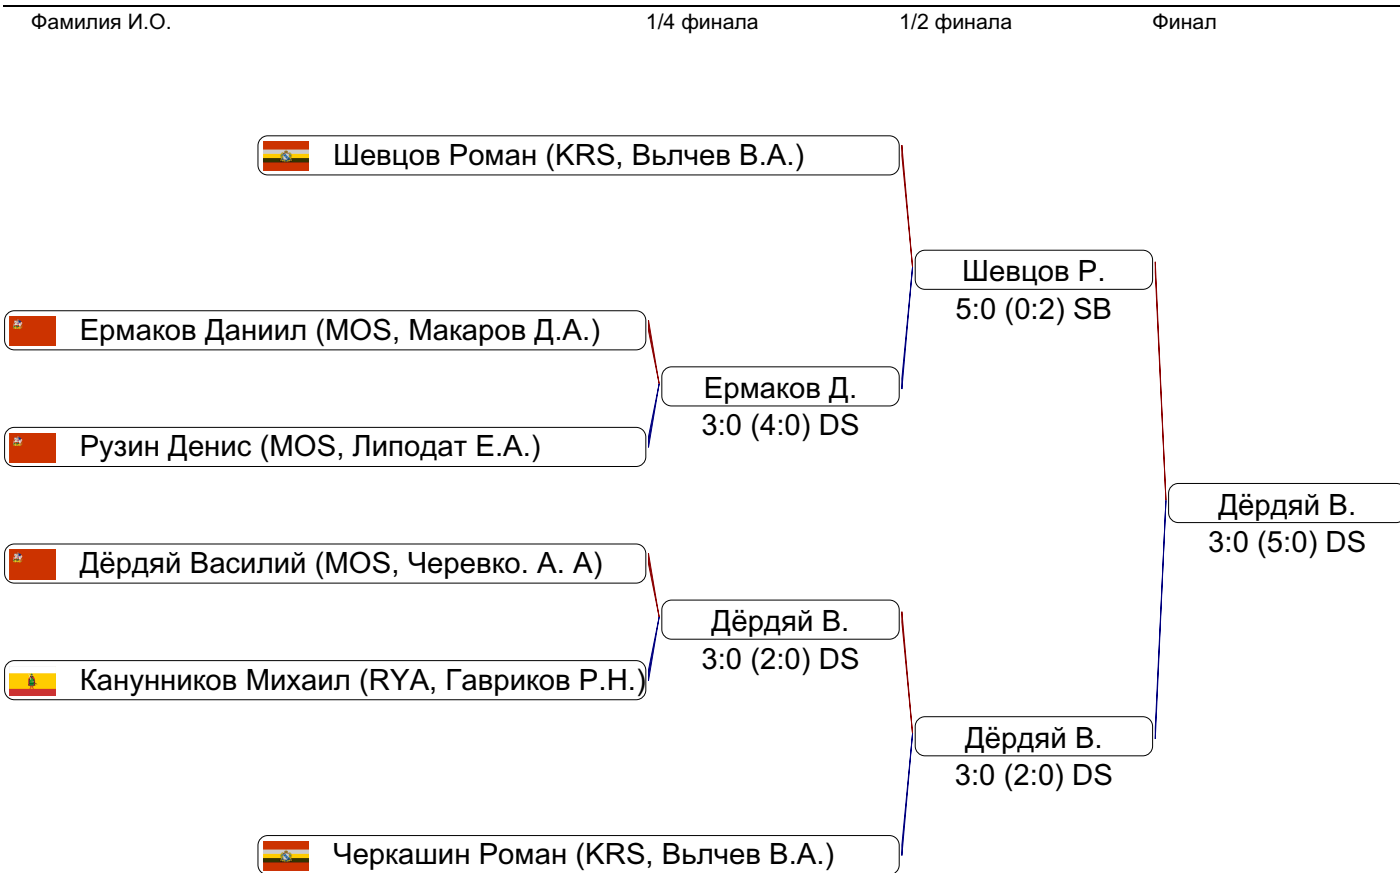 Фамилия И.О. 1/4 финала 1/2 финала Финал
Шевцов Роман (KRS, Вьлчев В.А.)
Шевцов Р.
5:0 (0:2) SB
Ермаков Даниил (MOS, Макаров Д.А.)
Ермаков Д.
3:0 (4:0) DS
Рузин Денис (MOS, Липодат Е.А.)
Дёрдяй В.
3:0 (5:0) DS
Дёрдяй Василий (MOS, Черевко. А. А)
Дёрдяй В.
3:0 (2:0) DS
Канунников Михаил (RYA, Гавриков Р.Н.)
Дёрдяй В.
3:0 (2:0) DS
Черкашин Роман (KRS, Вьлчев В.А.)